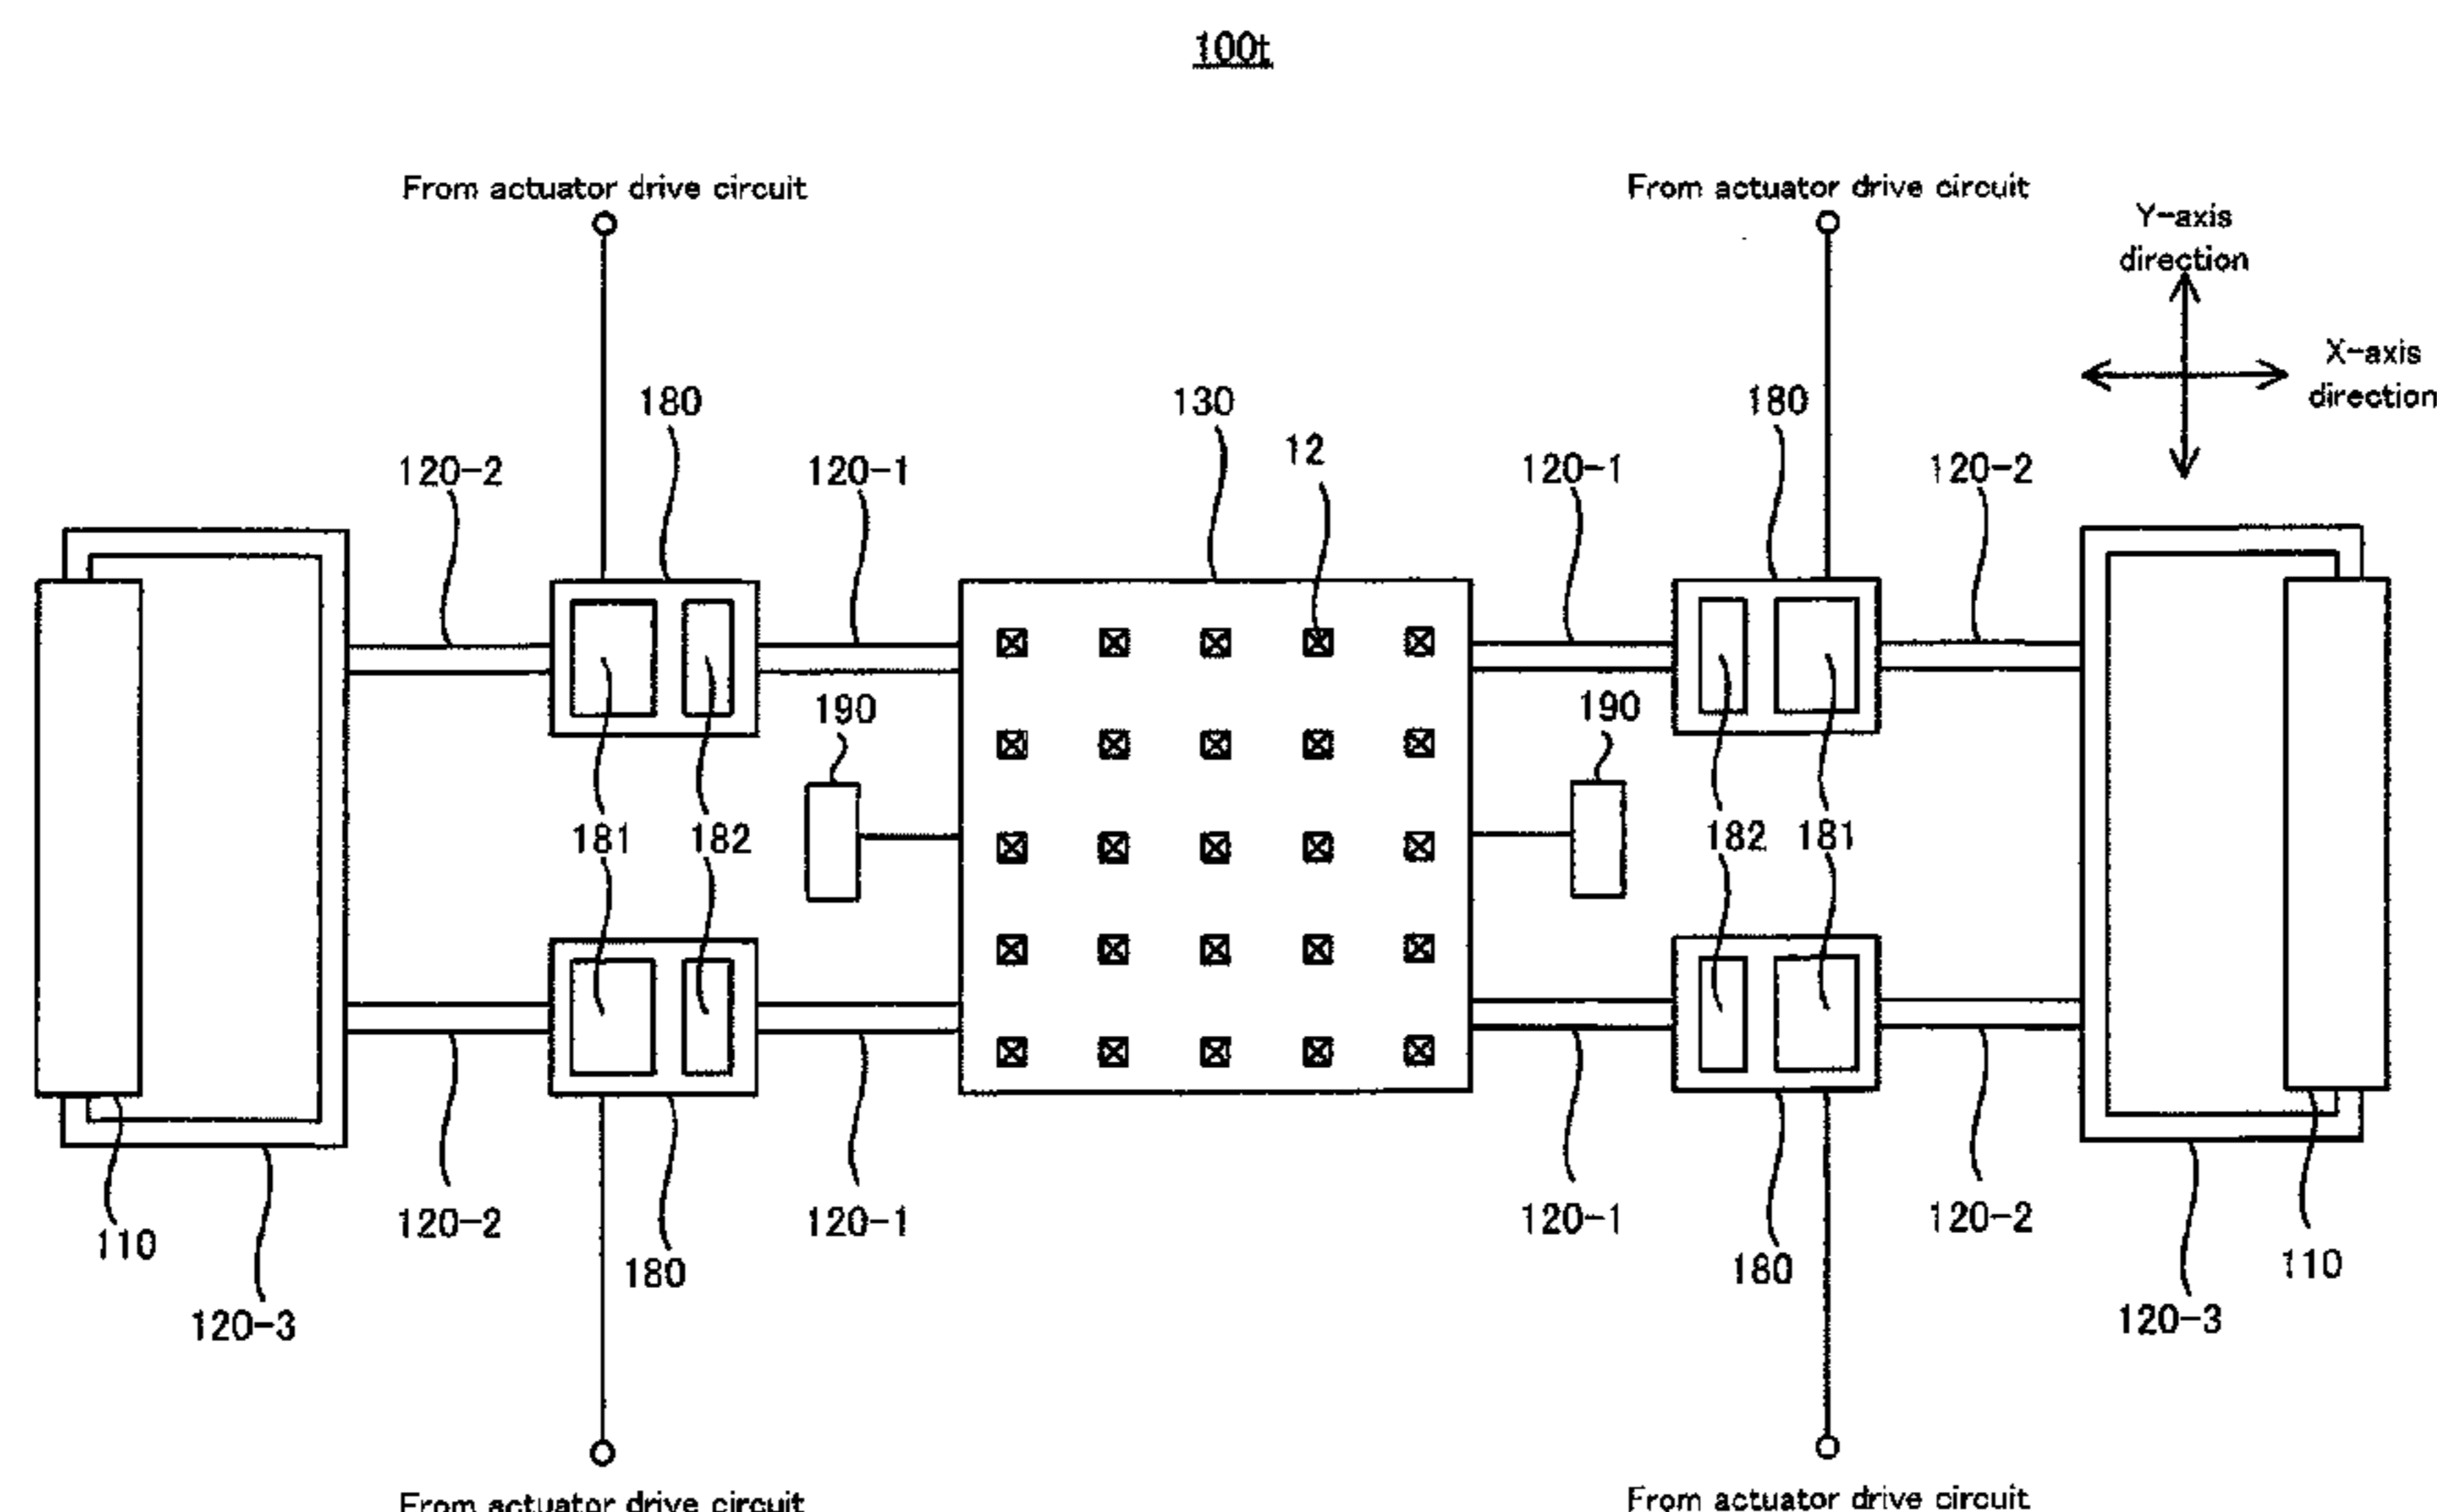 100t
From actuator drive circuit
From actuator drive circuit
Y-axis
direction
X-axis
direction
180
130
180
12
120-2
120-1
120-1
120-2
190
190
181
182
182
181
120-2
120-1
120-1
120-2
110
180
180
110
120-3
120-3
From actuator drive circuit
From actuator drive circuit